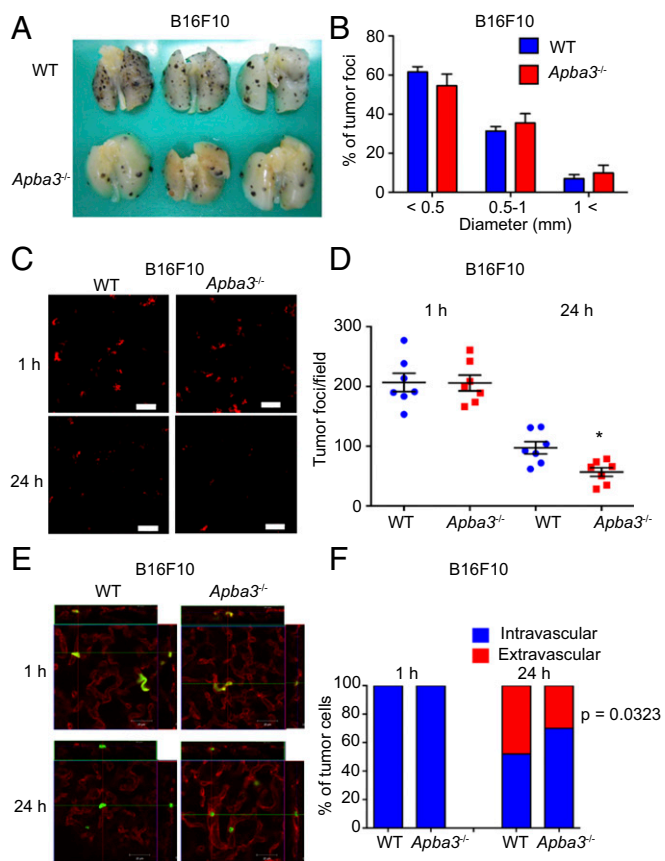 A
B16F10
WT
Apba3-/-
B
B16F10
WT
Apba3-/-
% of tumor foci
80
60
40
20
0
< 0.5
0.5-1
1 <
Diameter (mm)
C
B16F10
WT
Apba3-/-
1 h
24 h
D
B16F10
1 h
24 h
Tumor foci/field
300
200
100
0
*
WT
Apba3-/-
WT
Apba3-/-
E
B16F10
WT
Apba3-/-
1 h
24 h
F
B16F10
Intravascular
Extravascular
1 h
24 h
% of tumor cells
100
80
60
40
20
0
p = 0.0323
WT
Apba3-/-
WT
Apba3-/-